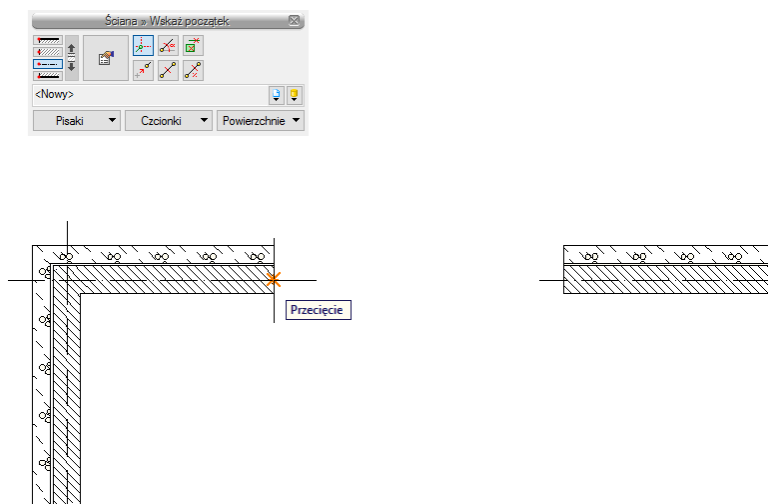 Ściana » Wskaż początek
<Nowy>
Pisaki Czcionki Powierzchnie
Przecięcie